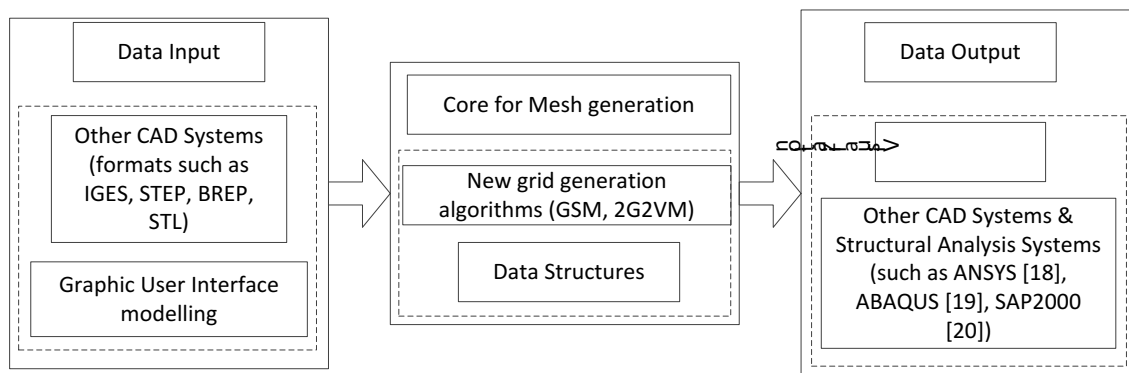 Data Input
Other CAD Systems
(formats such as
IGES, STEP, BREP,
STL)
Graphic User Interface
modelling
Core for Mesh generation
New grid generation
algorithms (GSM, 2G2VM)
Data Structures
Data Output
Other CAD Systems &
Structural Analysis Systems
(such as ANSYS [18],
ABAQUS [19], SAP2000
[20])